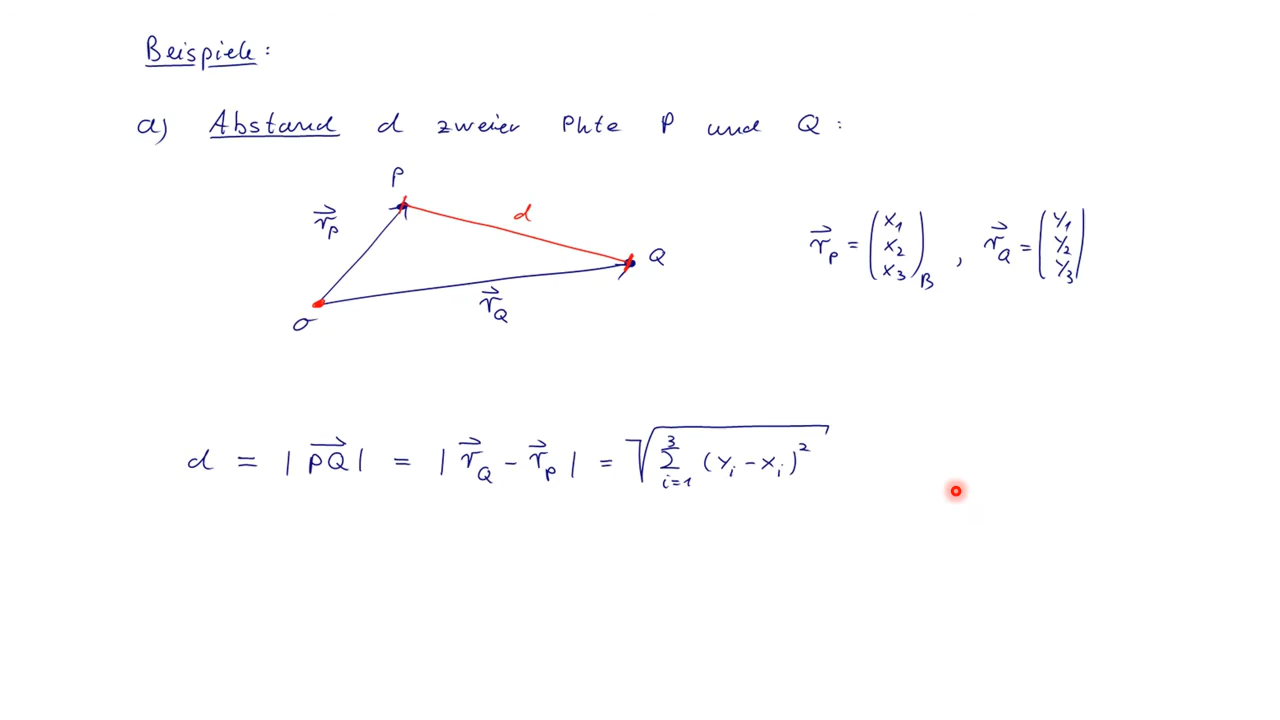 Beispiele:
a) Abstand d zweier Pkte P und Q:
P
d
Q
O
r⃗_P
r⃗_Q
r⃗_P = (x₁ x₂ x₃)_B , r⃗_Q = (y₁ y₂ y₃)
d = |P⃗Q⃗| = |r⃗_Q − r⃗_P| = √(∑_{i=1}^{3} (y_i − x_i)²)